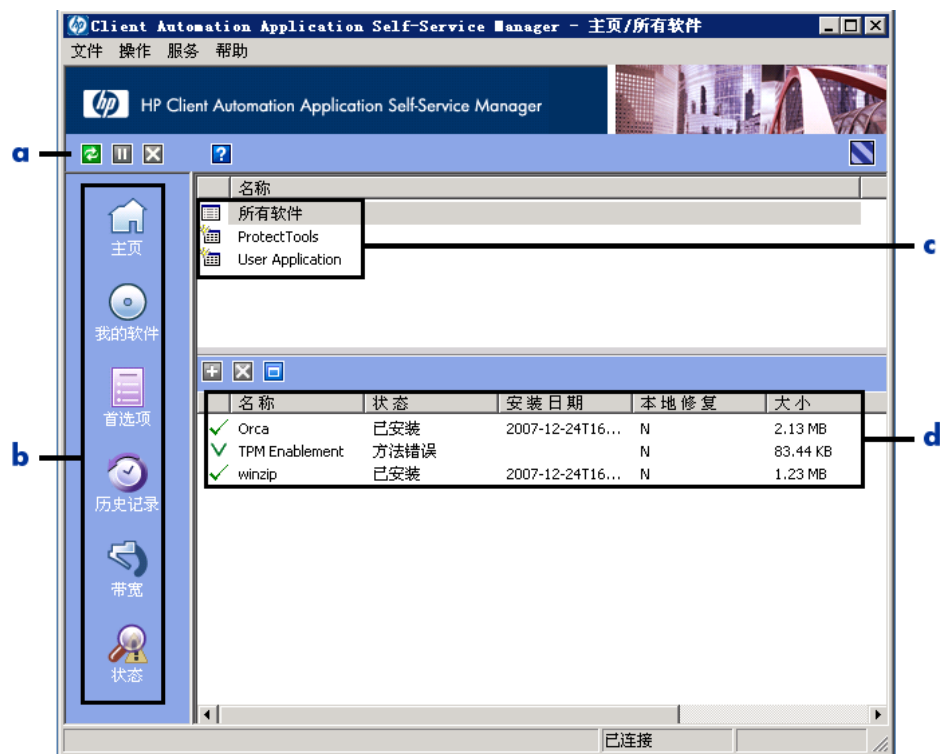 Client Automation Application Self-Service Manager - 主页/所有软件
文件 操作 服务 帮助
hp HP Client Automation Application Self-Service Manager
a
名称
所有软件
ProtectTools
User Application
c
主页
我的软件
首选项
历史记录
带宽
状态
b
名称 状态 安装日期 本地修复 大小
Orca 已安装 2007-12-24T16... N 2.13 MB
TPM Enablement 方法错误 N 83.44 KB
winzip 已安装 2007-12-24T16... N 1.23 MB
d
已连接